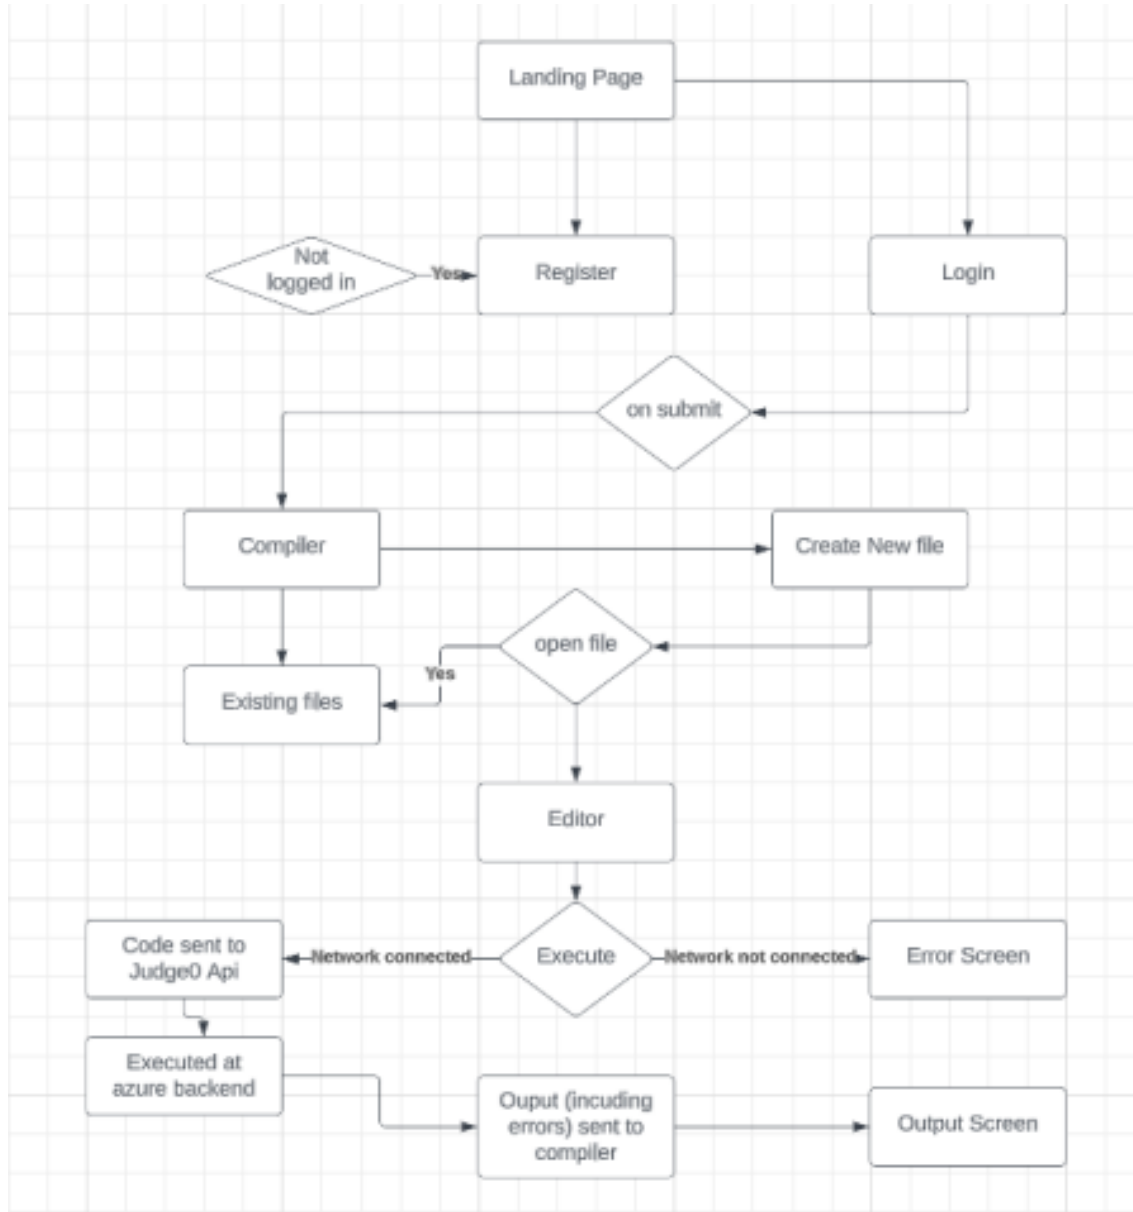 Landing Page
Not
logged in
Yes
Register
Login
on submit
Compiler
Create New file
open file
Yes
Existing files
Editor
Code sent to
Judge0 Api
Network connected
Execute
Network not connected
Error Screen
Executed at
azure backend
Ouput (incuding
errors) sent to
compiler
Output Screen